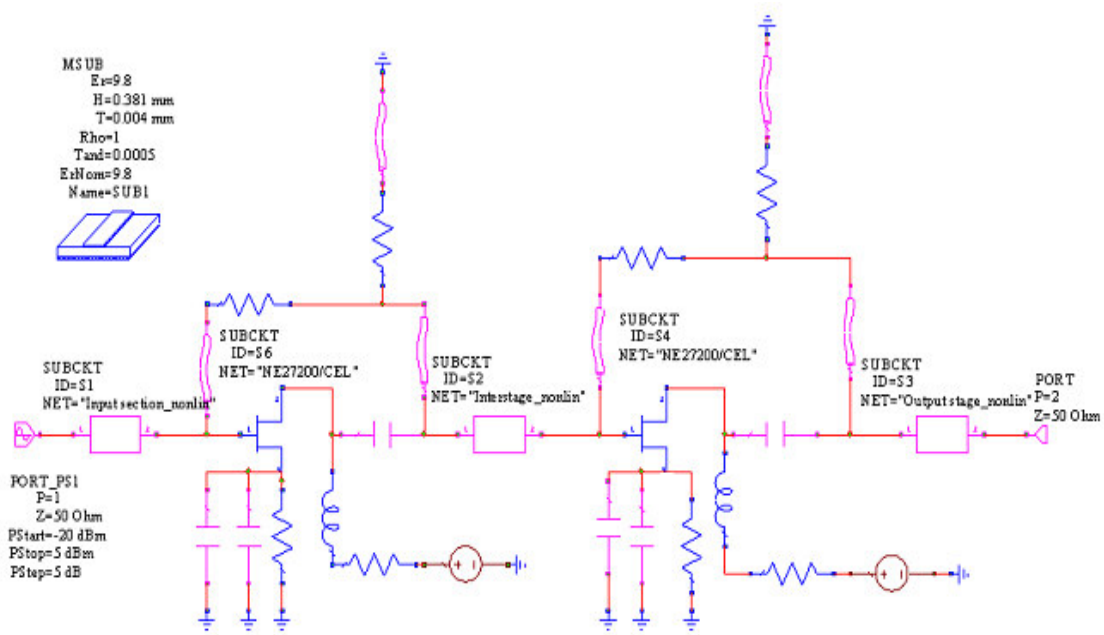 MSUB
Er=9.8
H=0.381 mm
T=0.004 mm
Rho=1
Tand=0.0005
ErNom=9.8
Name=SUB1
SUBCKT
ID=S1
NET="Input section_nonlin"
SUBCKT
ID=S6
NET="NE27200/CEL"
SUBCKT
ID=S2
NET="Interstage_nonlin"
SUBCKT
ID=S4
NET="NE27200/CEL"
SUBCKT
ID=S3
NET="Output stage_nonlin"
PORT
P=2
Z=50 Ohm
PORT_PS1
P=1
Z=50 Ohm
PStart=-20 dBm
PStop=5 dBm
PStep=5 dB